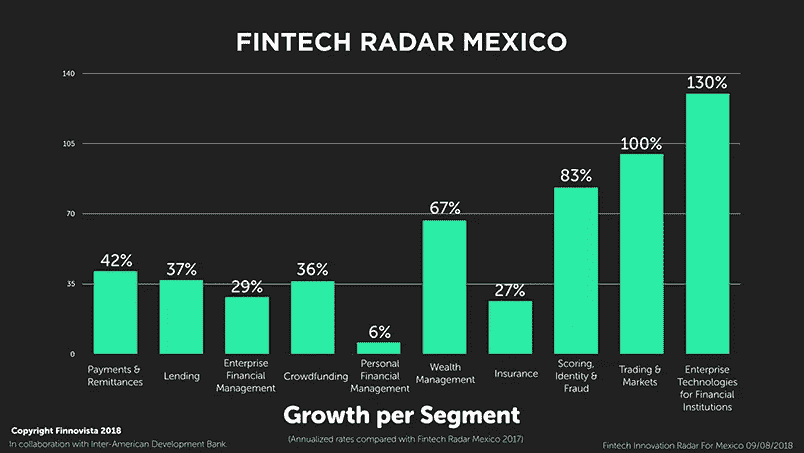 FINTECH RADAR MEXICO
140
105
70
35
0
42%
37%
29%
36%
6%
67%
27%
83%
100%
130%
Payments &
Remittances
Lending
Enterprise
Financial
Management
Crowdfunding
Personal
Financial
Management
Wealth
Management
Insurance
Scoring,
Identity &
Fraud
Trading &
Markets
Enterprise
Technologies
for Financial
Institutions
Growth per Segment
(Annualized rates compared with Fintech Radar Mexico 2017)
Copyright Finnovista 2018
In collaboration with Inter-American Development Bank.
Fintech Innovation Radar For Mexico 09/08/2018